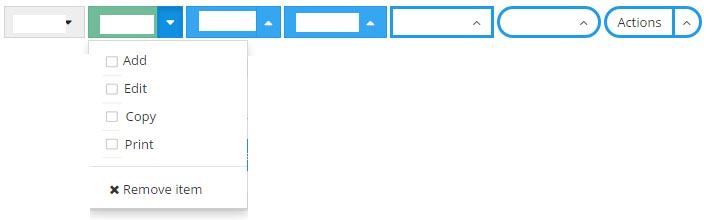 Actions
Add
Edit
Copy
Print
Remove item